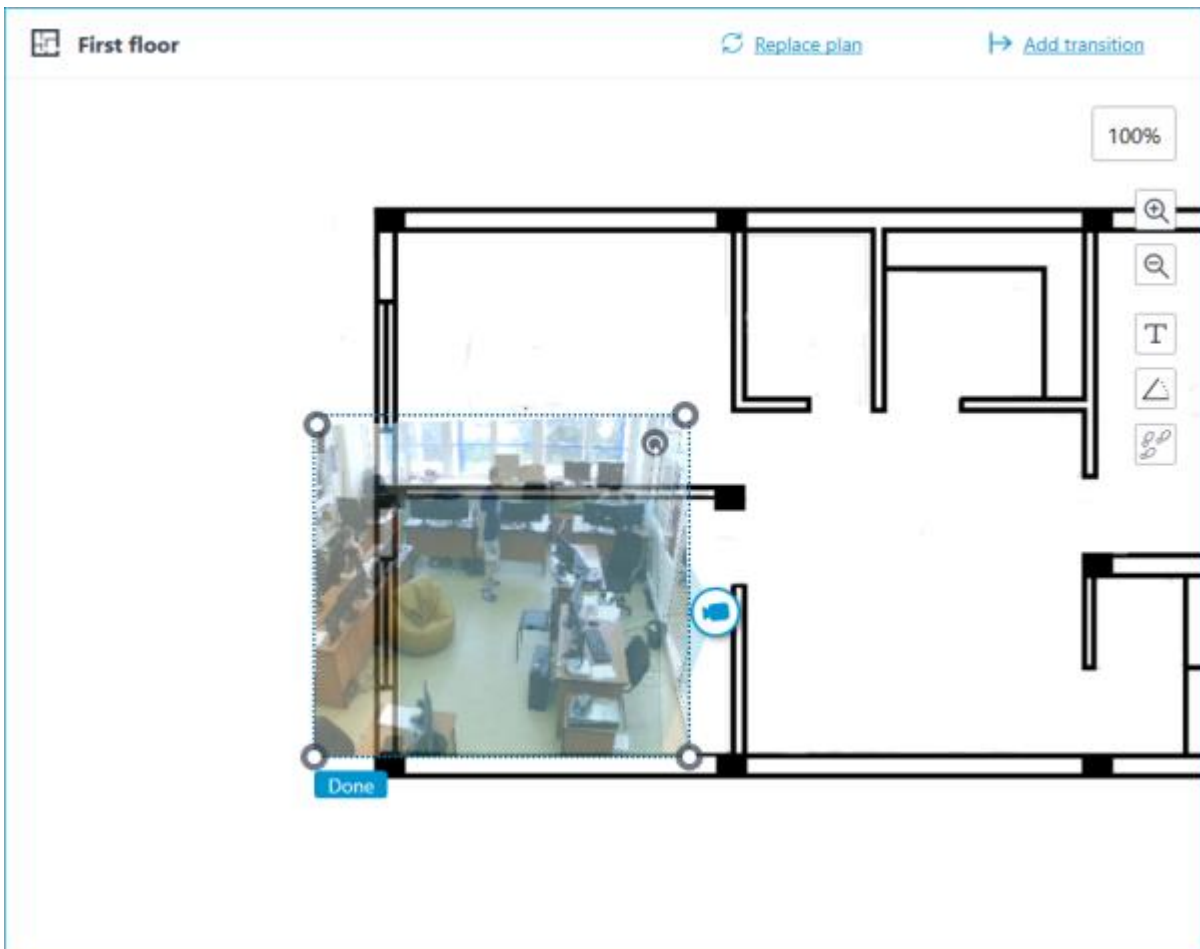 First floor
Replace plan
Add transition
100%
T
Done